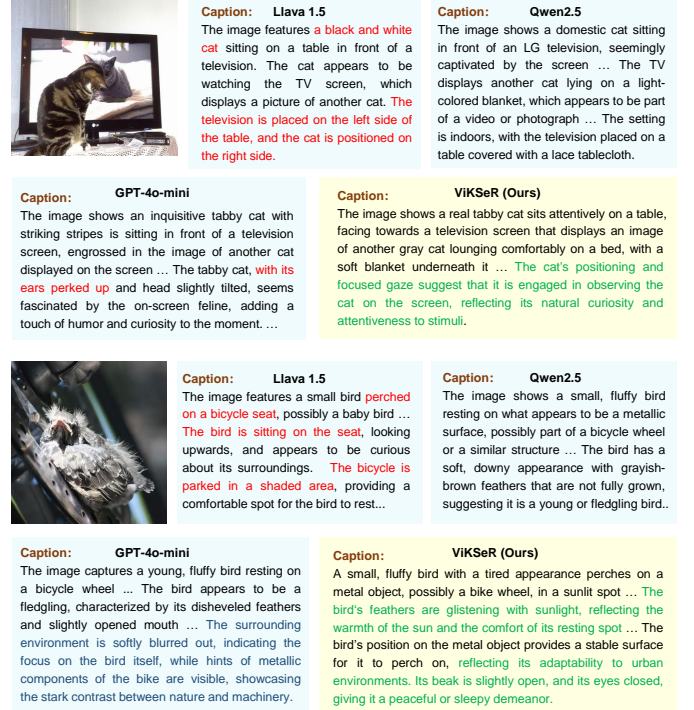 Caption: Llava 1.5
The image features a black and white
cat sitting on a table in front of a
television. The cat appears to be
watching the TV screen, which
displays a picture of another cat. The
television is placed on the left side of
the table, and the cat is positioned on
the right side.
Caption: Qwen2.5
The image shows a domestic cat sitting
in front of an LG television, seemingly
captivated by the screen ... The TV
displays another cat lying on a light-
colored blanket, which appears to be part
of a video or photograph ... The setting
is indoors, with the television placed on a
table covered with a lace tablecloth.
Caption: GPT-4o-mini
The image shows an inquisitive tabby cat with
striking stripes is sitting in front of a television
screen, engrossed in the image of another cat
displayed on the screen ... The tabby cat, with its
ears perked up and head slightly tilted, seems
fascinated by the on-screen feline, adding a
touch of humor and curiosity to the moment. ...
Caption: ViKSeR (Ours)
The image shows a real tabby cat sits attentively on a table,
facing towards a television screen that displays an image
of another gray cat lounging comfortably on a bed, with a
soft blanket underneath it ... The cat's positioning and
focused gaze suggest that it is engaged in observing the
cat on the screen, reflecting its natural curiosity and
attentiveness to stimuli.
Caption: Llava 1.5
The image features a small bird perched
on a bicycle seat, possibly a baby bird ...
The bird is sitting on the seat, looking
upwards, and appears to be curious
about its surroundings. The bicycle is
parked in a shaded area, providing a
comfortable spot for the bird to rest...
Caption: Qwen2.5
The image shows a small, fluffy bird
resting on what appears to be a metallic
surface, possibly part of a bicycle wheel
or a similar structure ... The bird has a
soft, downy appearance with grayish-
brown feathers that are not fully grown,
suggesting it is a young or fledgling bird..
Caption: GPT-4o-mini
The image captures a young, fluffy bird resting on
a bicycle wheel ... The bird appears to be a
fledgling, characterized by its disheveled feathers
and slightly opened mouth ... The surrounding
environment is softly blurred out, indicating the
focus on the bird itself, while hints of metallic
components of the bike are visible, showcasing
the stark contrast between nature and machinery.
Caption: ViKSeR (Ours)
A small, fluffy bird with a tired appearance perches on a
metal object, possibly a bike wheel, in a sunlit spot ... The
bird's feathers are glistening with sunlight, reflecting the
warmth of the sun and the comfort of its resting spot ... The
bird's position on the metal object provides a stable surface
for it to perch on, reflecting its adaptability to urban
environments. Its beak is slightly open, and its eyes closed,
giving it a peaceful or sleepy demeanor.